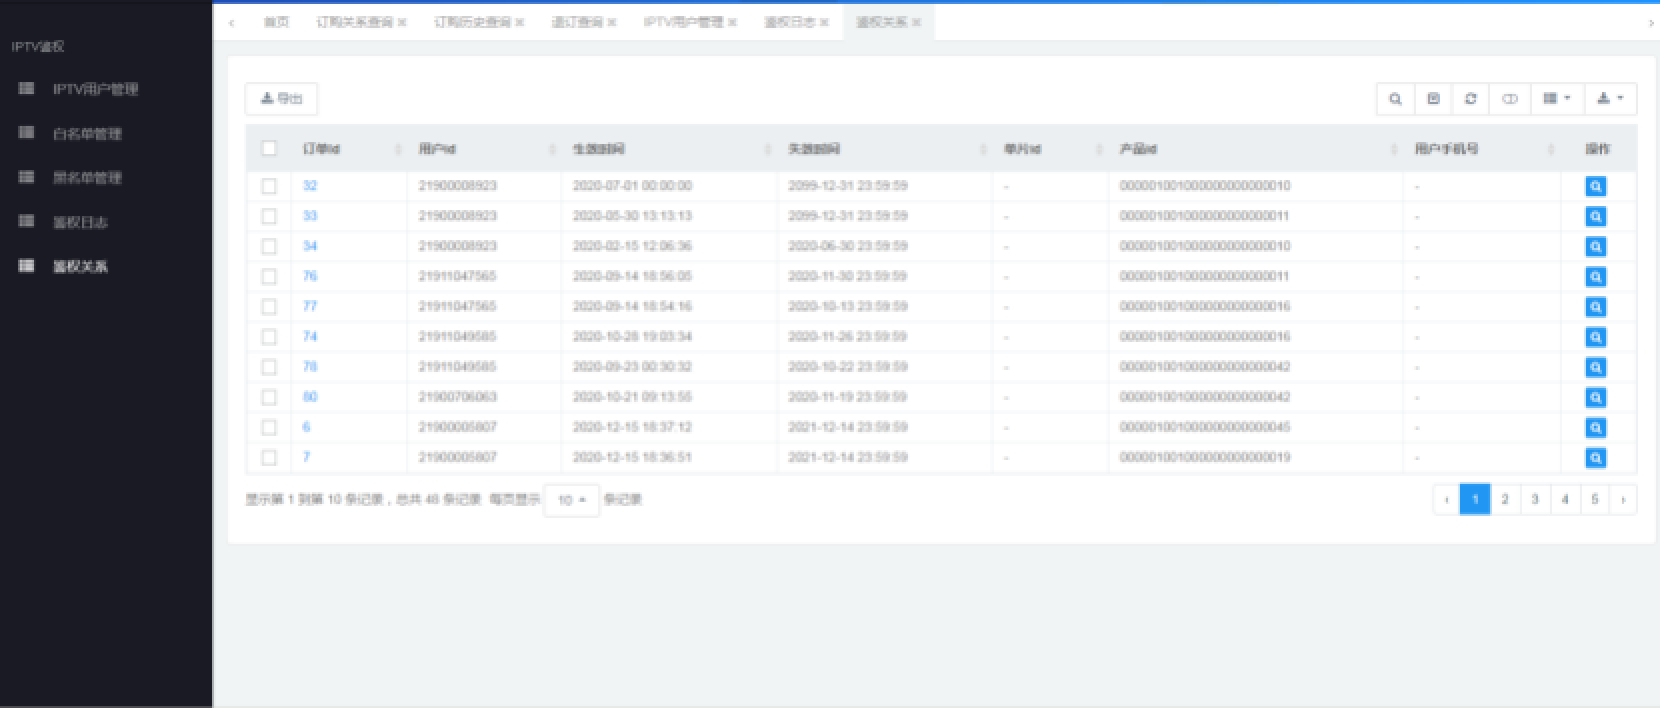 首页 订购关系查询 订购历史查询 退订查询 IPTV用户管理 鉴权日志 鉴权关系
IPTV鉴权
IPTV用户管理
白名单管理
黑名单管理
鉴权日志
鉴权关系
导出
订单id 用户id 生效时间 失效时间 单片id 产品id 用户手机号 操作
32 21900008923 2020-07-01 00:00:00 2099-12-31 23:59:59 - 0000010010000000000000010 -
33 21900008923 2020-05-30 13:13:13 2099-12-31 23:59:59 - 0000010010000000000000011 -
34 21900008923 2020-02-15 12:06:36 2020-06-30 23:59:59 - 0000010010000000000000010 -
76 21911047565 2020-09-14 18:56:05 2020-11-30 23:59:59 - 0000010010000000000000011 -
77 21911047565 2020-09-14 18:54:16 2020-10-13 23:59:59 - 0000010010000000000000016 -
74 21911049585 2020-10-28 19:03:34 2020-11-26 23:59:59 - 0000010010000000000000016 -
78 21911049585 2020-09-23 00:30:32 2020-10-22 23:59:59 - 0000010010000000000000042 -
80 21900706063 2020-10-21 09:13:55 2020-11-19 23:59:59 - 0000010010000000000000042 -
6 21900005807 2020-12-15 18:37:12 2021-12-14 23:59:59 - 0000010010000000000000045 -
7 21900005807 2020-12-15 18:36:51 2021-12-14 23:59:59 - 0000010010000000000000019 -
显示第 1 到第 10 条记录，总共 48 条记录 每页显示 10 条记录
‹ 1 2 3 4 5 ›